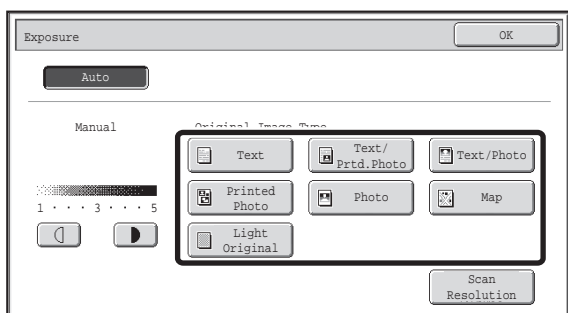 Exposure
OK
Auto
Manual
Original Image Type
Text
Text/
Prtd.Photo
Text/Photo
Printed
Photo
Photo
Map
Light
Original
1 · · · 3 · · · 5
Scan
Resolution